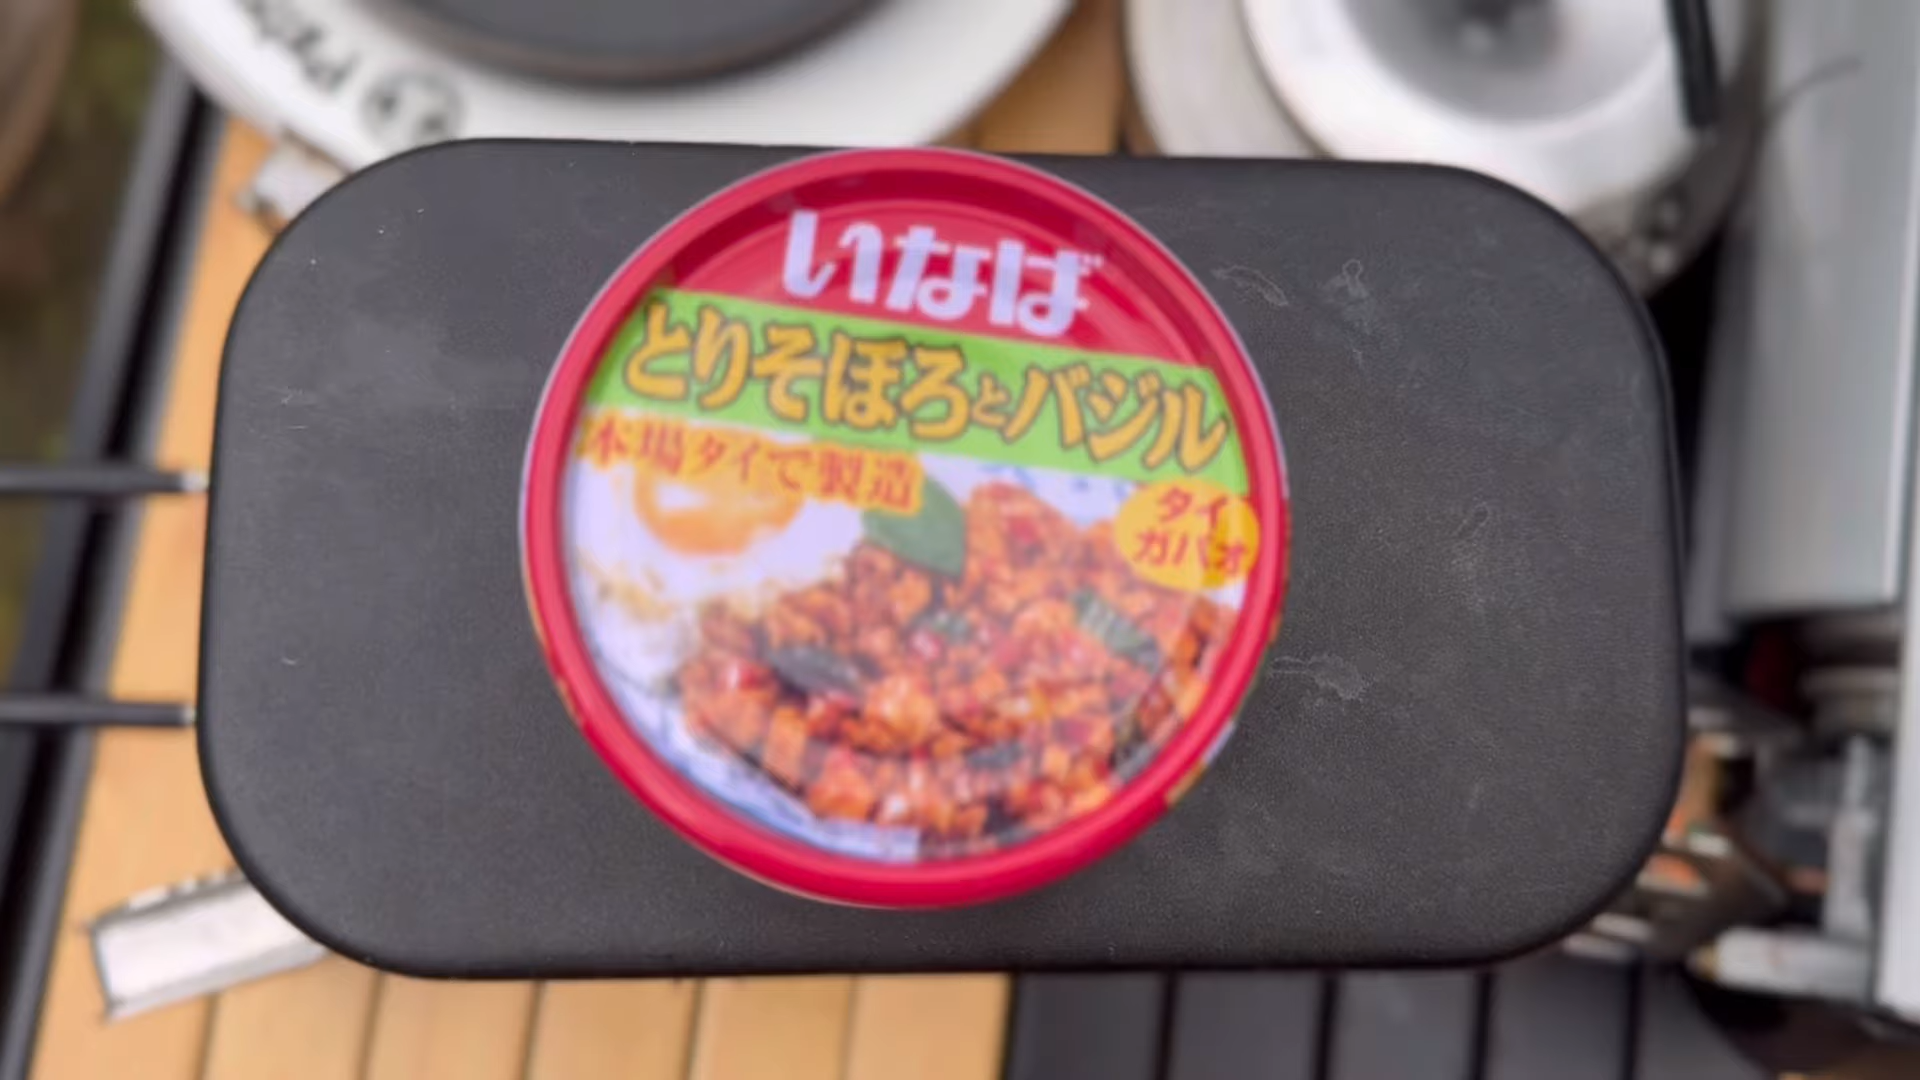 いなば
とりそぼろとバジル
本場タイで製造
タイ
ガパオ